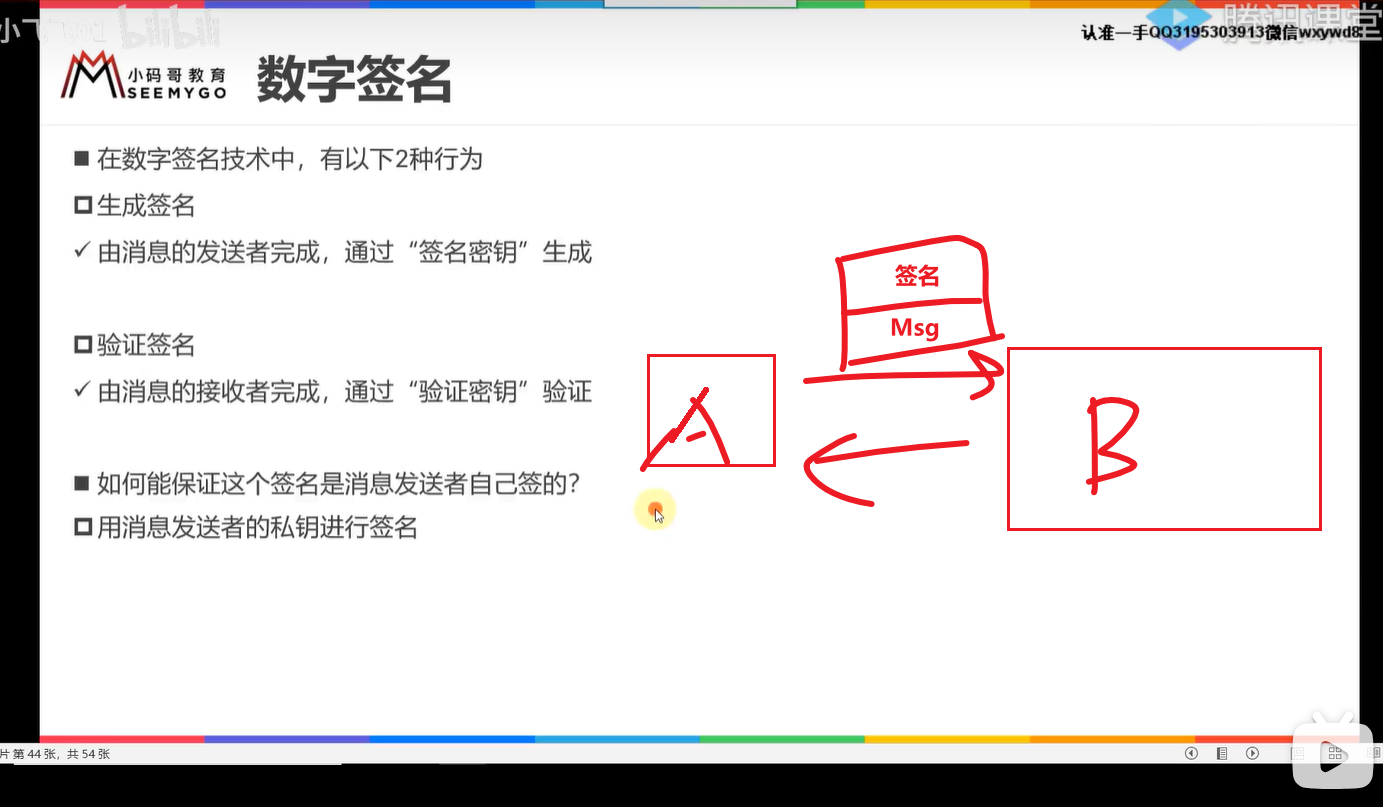 认准一手QQ3195303913微信wxywd8
腾讯课堂
bilibili
小码哥教育
SEEMYGO
数字签名
■ 在数字签名技术中，有以下2种行为
生成签名
✓ 由消息的发送者完成，通过“签名密钥”生成
验证签名
✓ 由消息的接收者完成，通过“验证密钥”验证
■ 如何能保证这个签名是消息发送者自己签的？
用消息发送者的私钥进行签名
签名
Msg
A
B
片 第 44 张，共 54 张